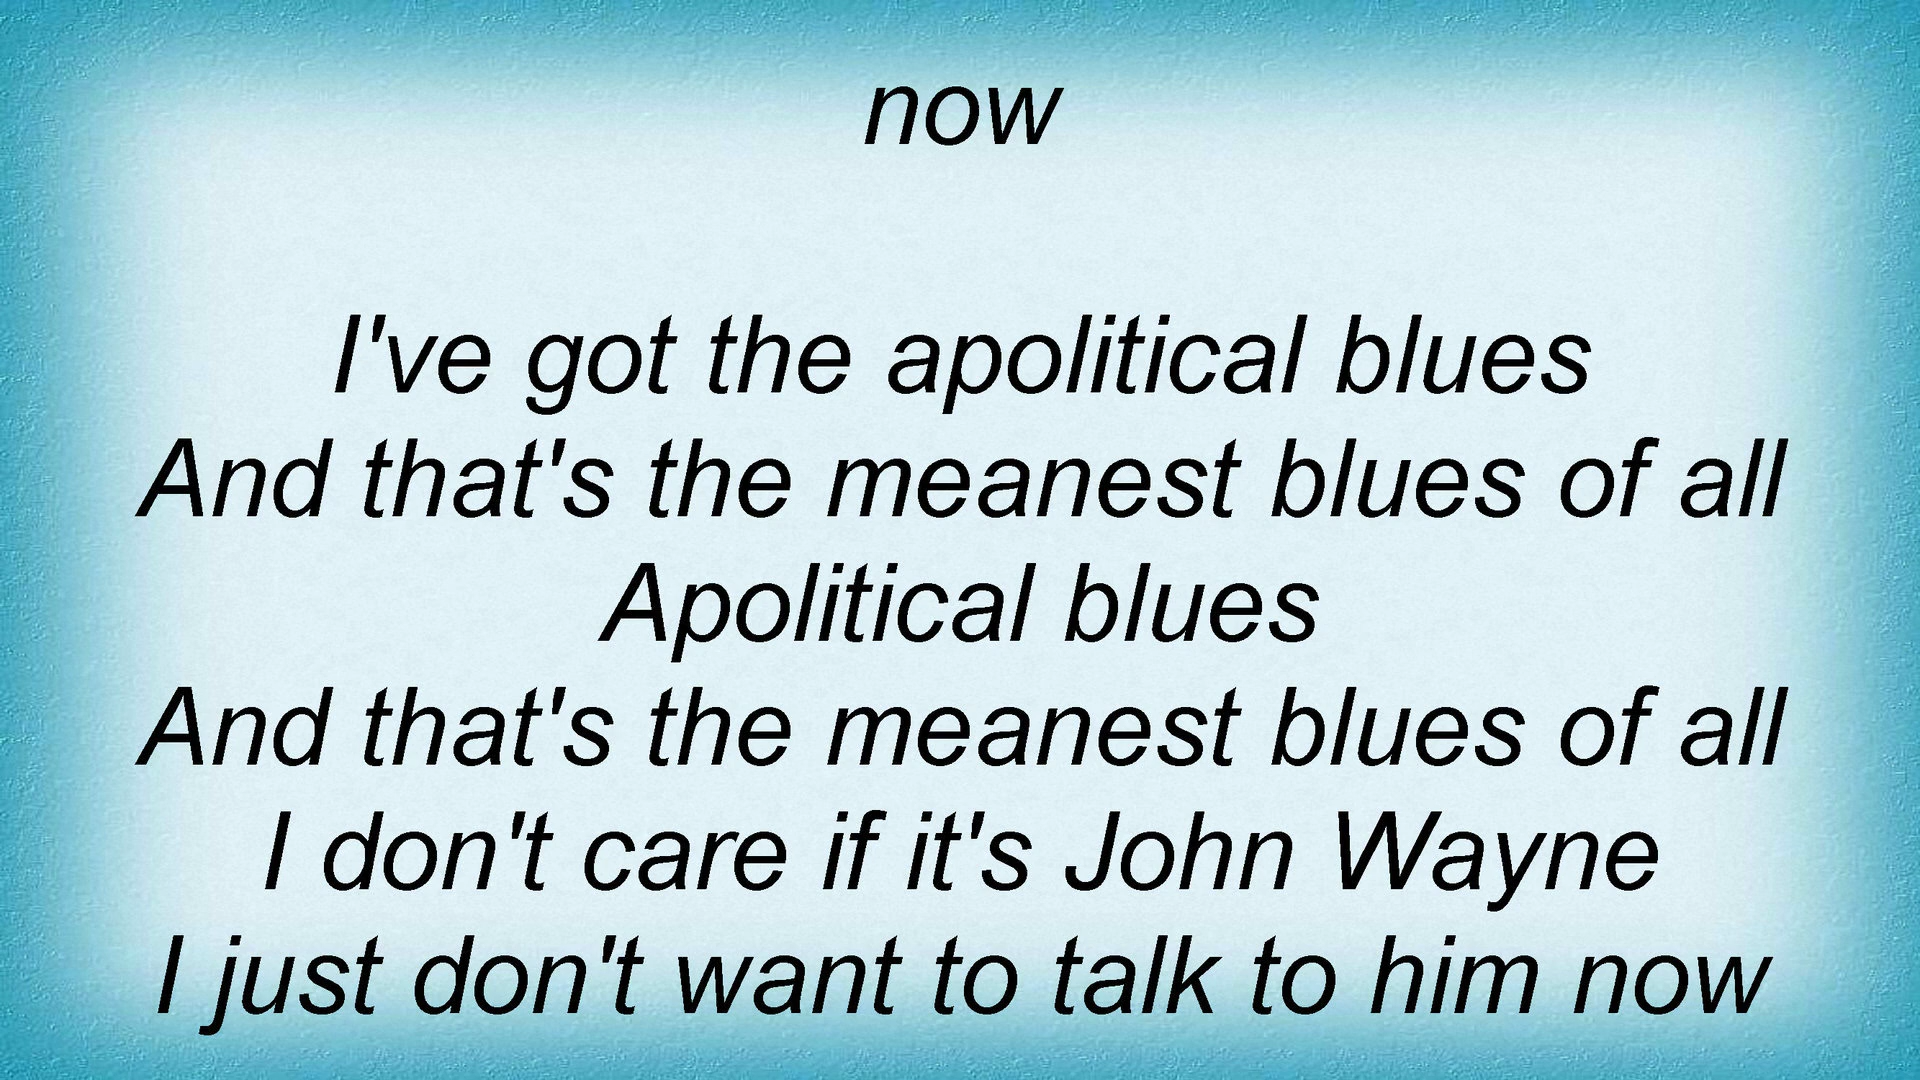 now
I've got the apolitical blues
And that's the meanest blues of all
Apolitical blues
And that's the meanest blues of all
I don't care if it's John Wayne
I just don't want to talk to him now